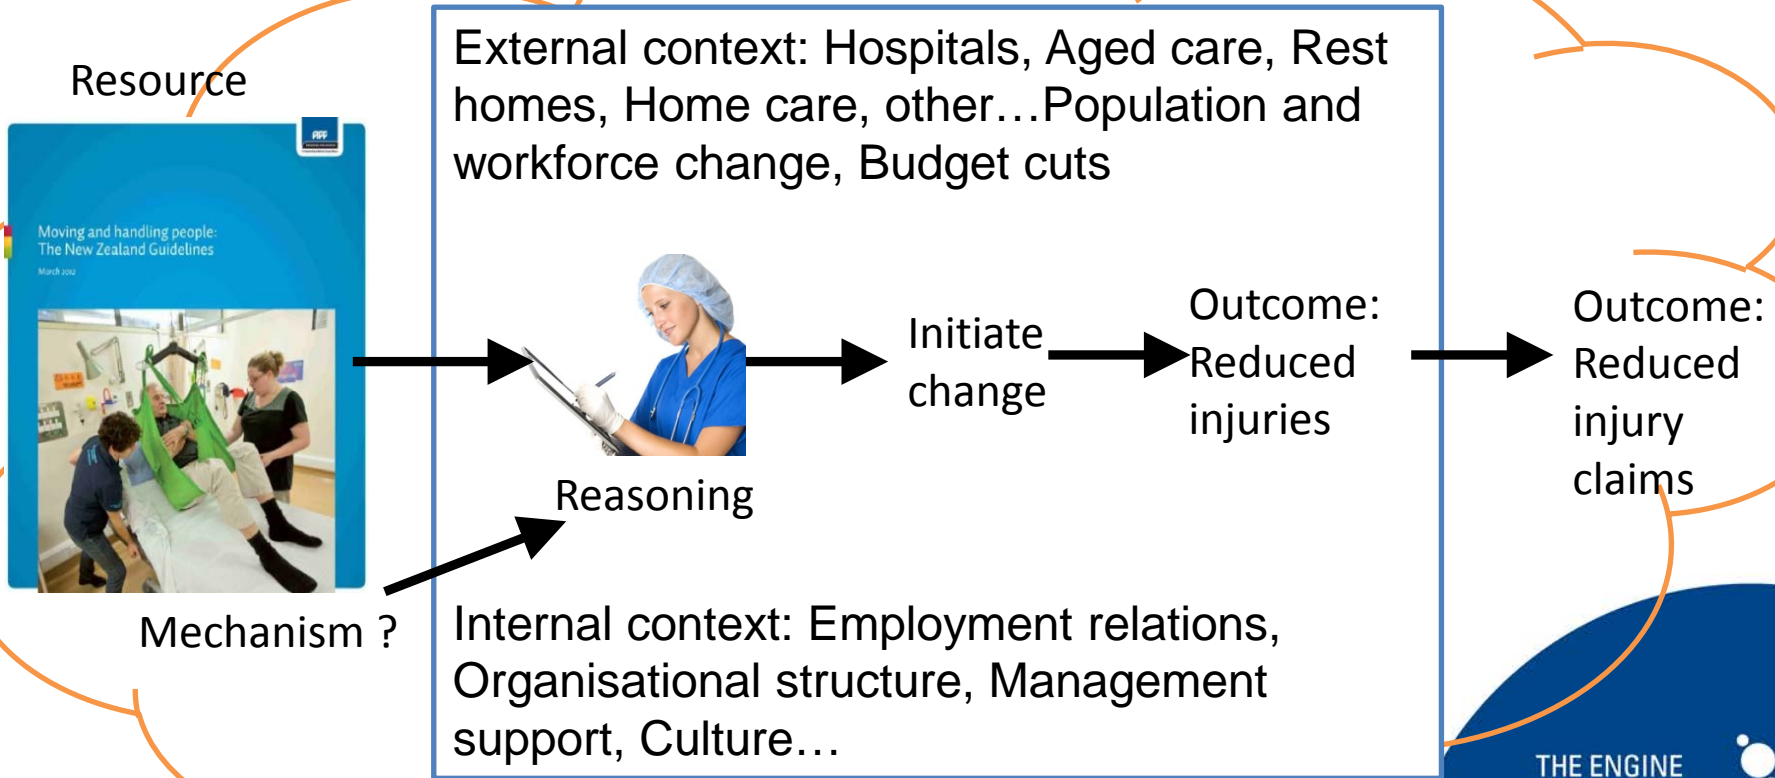 Resource
Moving and handling people:
The New Zealand Guidelines
March 2012
Mechanism ?
External context: Hospitals, Aged care, Rest
homes, Home care, other…Population and
workforce change, Budget cuts
Reasoning
Initiate
change
Outcome:
Reduced
injuries
Outcome:
Reduced
injury
claims
Internal context: Employment relations,
Organisational structure, Management
support, Culture…
THE ENGINE